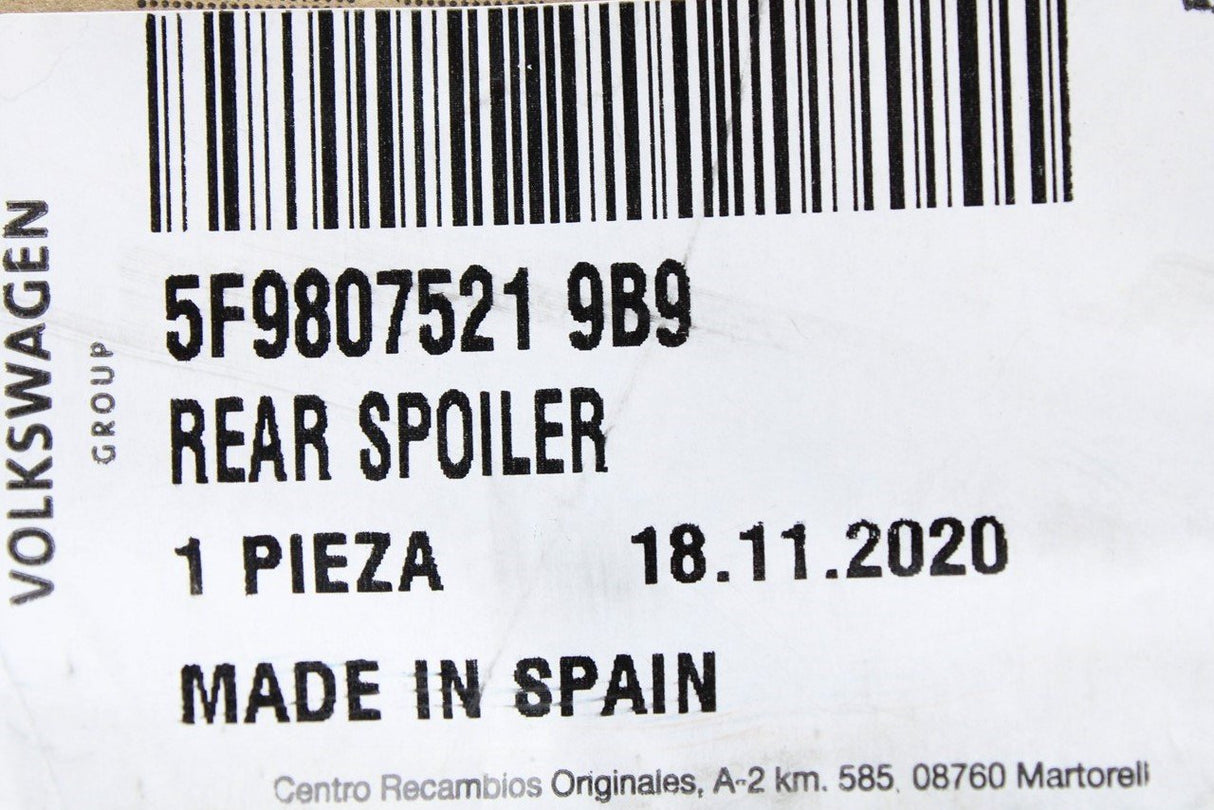 VOLKSWAGEN
GROUP
5F9807521 9B9
REAR SPOILER
1 PIEZA 18.11.2020
MADE IN SPAIN
Centro Recambios Originales, A-2 km. 585, 08760 Martorell